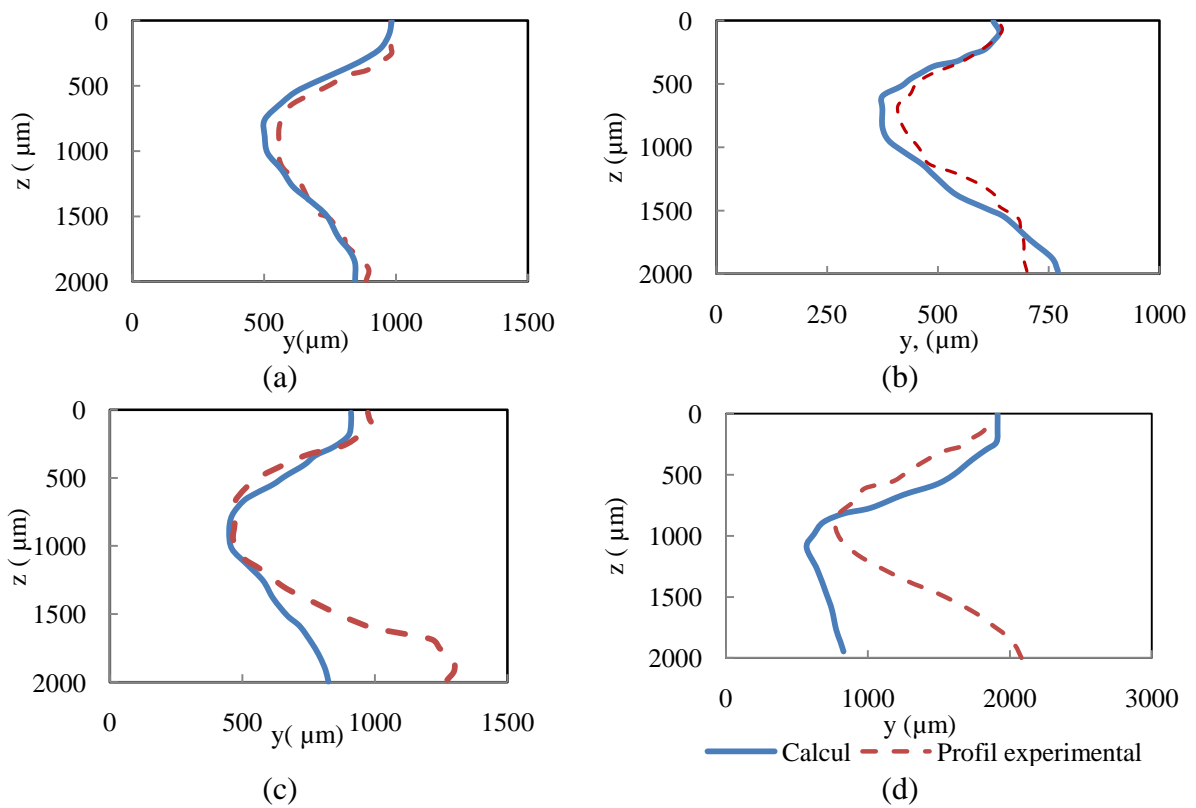 0
500
1000
1500
2000
z ( µm)
0 500 1000 1500
y(µm)
(a)
0
500
1000
1500
2000
z (µm)
0 250 500 750 1000
y, (µm)
(b)
0
500
1000
1500
2000
z ( µm)
0 500 1000 1500
y( µm)
(c)
0
500
1000
1500
2000
z ( µm)
0 1000 2000 3000
y (µm)
Calcul Profil experimental
(d)